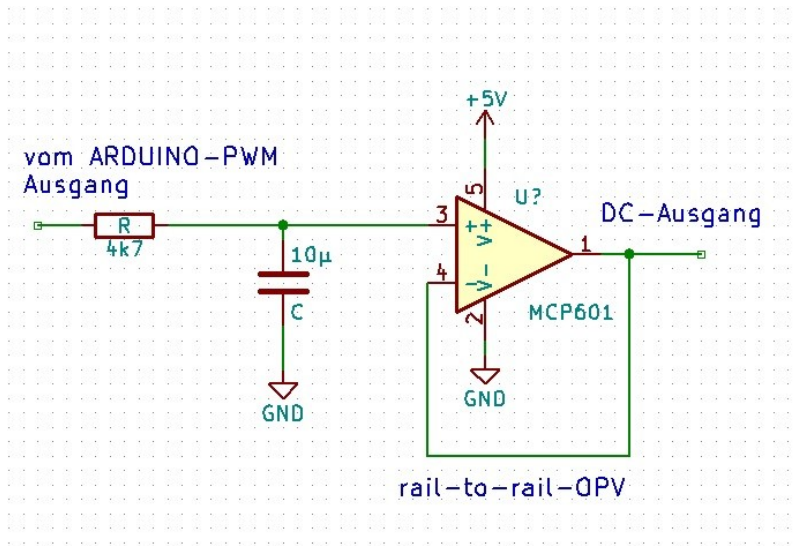 +5V
vom ARDUINO-PWM
Ausgang
R
4k7
10µ
C
GND
3
4
5
2
1
+
V+
-
V-
U?
MCP601
GND
DC-Ausgang
rail-to-rail-OPV